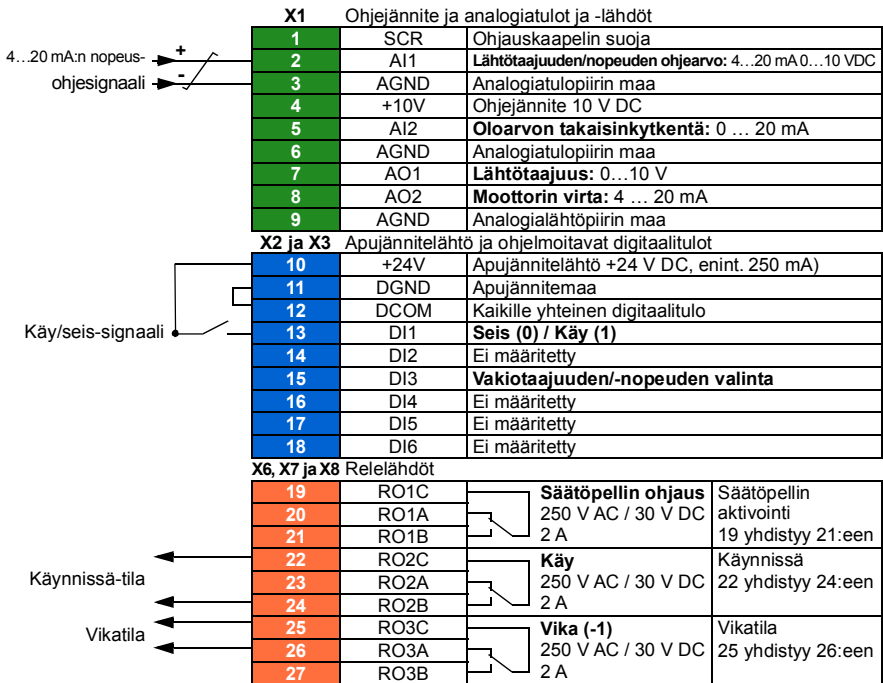 X1 Ohjejännite ja analogiatulot ja -lähdöt
1 SCR Ohjauskaapelin suoja
4…20 mA:n nopeus- + 2 AI1 Lähtötaajuuden/nopeuden ohjearvo: 4…20 mA 0…10 VDC
ohjesignaali - 3 AGND Analogiatulopiirin maa
4 +10V Ohjejännite 10 V DC
5 AI2 Oloarvon takaisinkytkentä: 0 … 20 mA
6 AGND Analogiatulopiirin maa
7 AO1 Lähtötaajuus: 0…10 V
8 AO2 Moottorin virta: 4 … 20 mA
9 AGND Analogialähtöpiirin maa
X2 ja X3 Apujännitelähtö ja ohjelmoitavat digitaalitulot
10 +24V Apujännitelähtö +24 V DC, enint. 250 mA)
11 DGND Apujännitemaa
12 DCOM Kaikille yhteinen digitaalitulo
Käy/seis-signaali 13 DI1 Seis (0) / Käy (1)
14 DI2 Ei määritetty
15 DI3 Vakiotaajuuden/-nopeuden valinta
16 DI4 Ei määritetty
17 DI5 Ei määritetty
18 DI6 Ei määritetty
X6, X7 ja X8 Relelähdöt
19 RO1C Säätöpellin ohjaus Säätöpellin
20 RO1A 250 V AC / 30 V DC aktivointi
21 RO1B 2 A 19 yhdistyy 21:een
22 RO2C Käy Käynnissä
Käynnissä-tila 23 RO2A 250 V AC / 30 V DC 22 yhdistyy 24:een
24 RO2B 2 A
25 RO3C Vika (-1) Vikatila
Vikatila 26 RO3A 250 V AC / 30 V DC 25 yhdistyy 26:een
27 RO3B 2 A